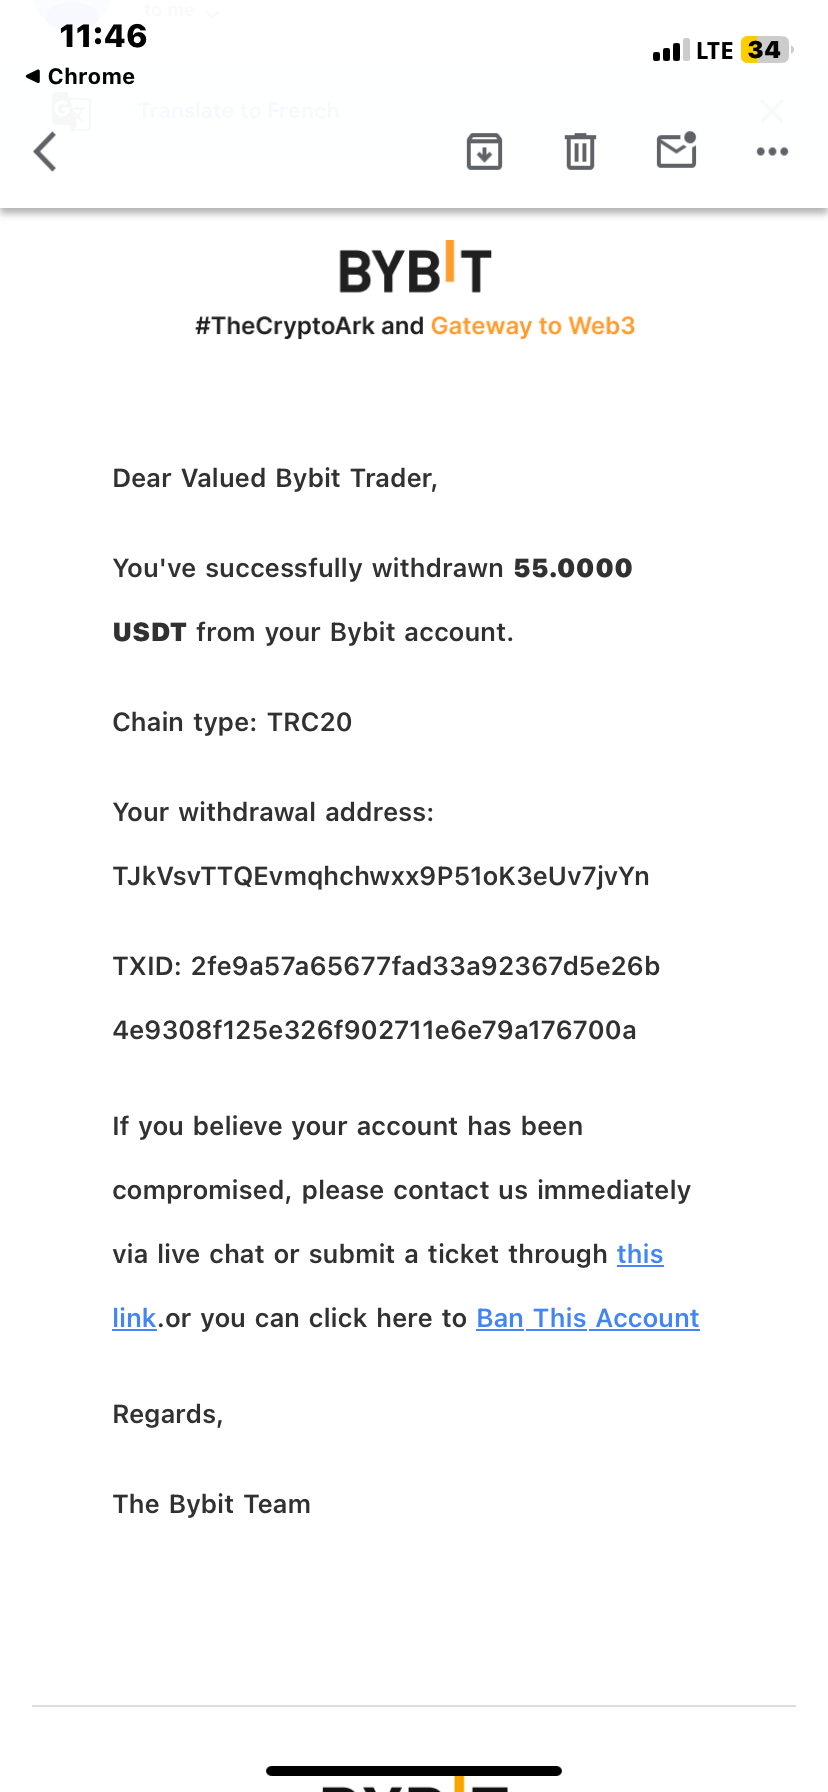 to me
11:46
LTE 34
Chrome
Translate to French
BYBIT
#TheCryptoArk and Gateway to Web3
Dear Valued Bybit Trader,
You've successfully withdrawn 55.0000
USDT from your Bybit account.
Chain type: TRC20
Your withdrawal address:
TJkVsvTTQEvmqhchwxx9P51oK3eUv7jvYn
TXID: 2fe9a57a65677fad33a92367d5e26b
4e9308f125e326f902711e6e79a176700a
If you believe your account has been
compromised, please contact us immediately
via live chat or submit a ticket through this
link.or you can click here to Ban This Account
Regards,
The Bybit Team
BYBIT